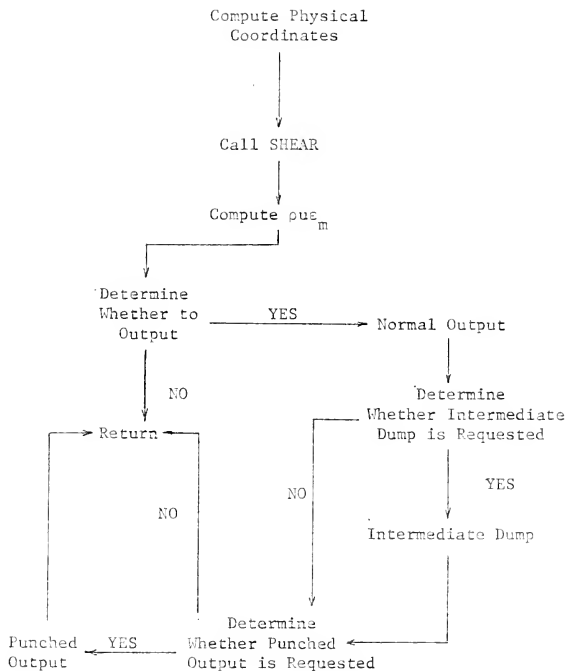 Compute Physical
Coordinates
Call SHEAR
Compute ρuε_m
Determine
Whether to
Output
YES
Normal Output
NO
Determine
Whether Intermediate
Dump is Requested
Return
NO
NO
YES
Intermediate Dump
Determine
Whether Punched
Output is Requested
YES
Punched
Output